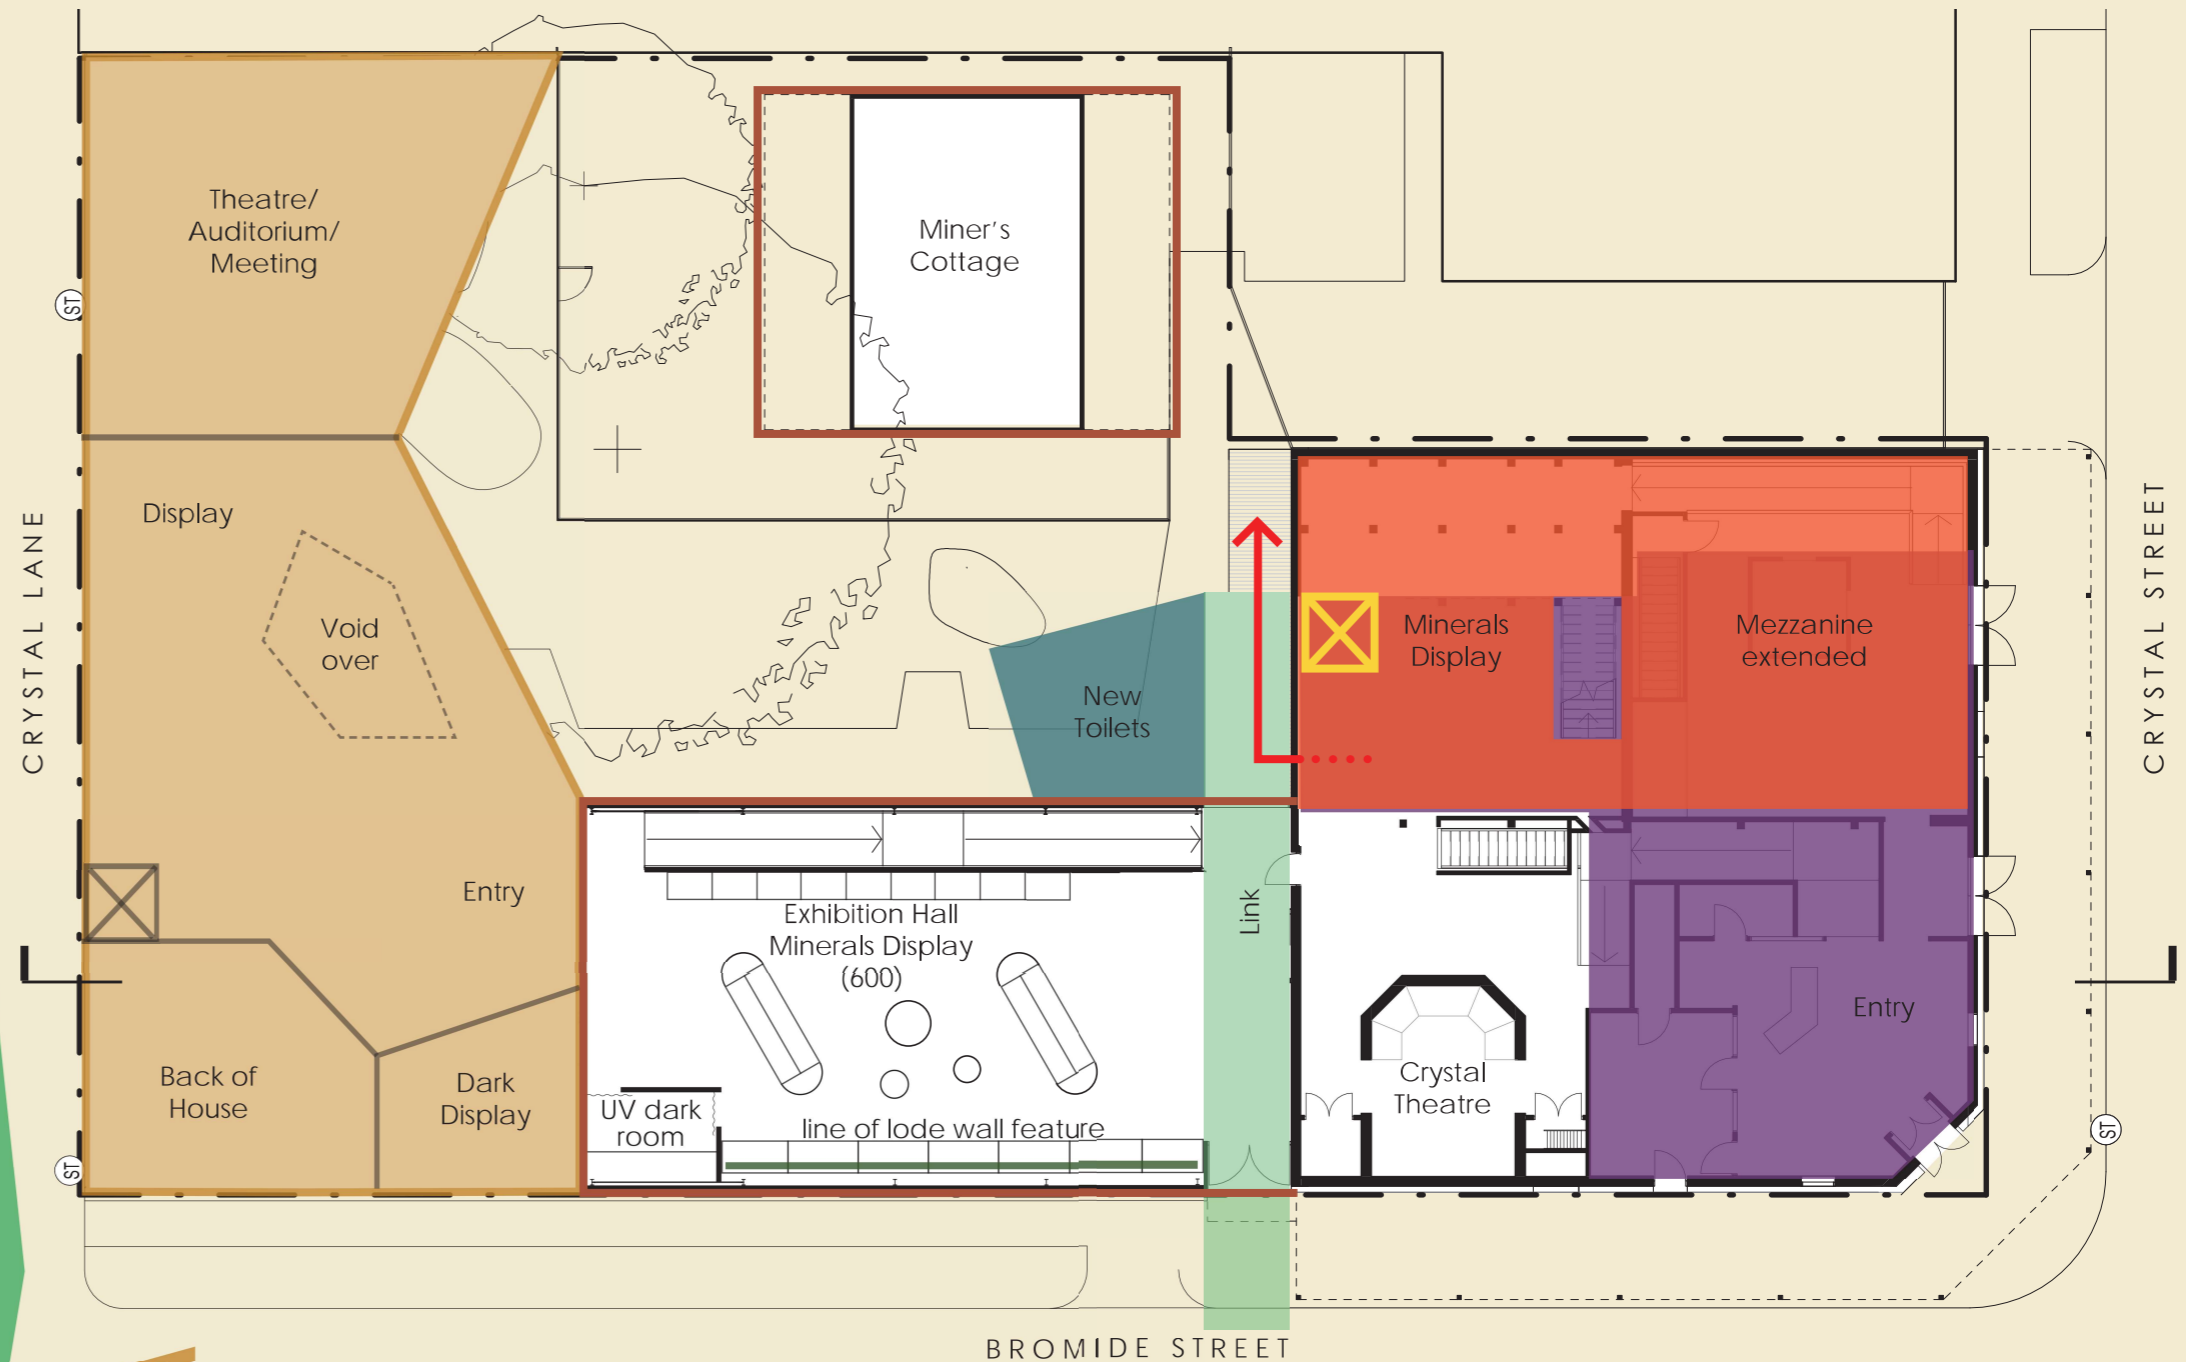 Theatre/
Auditorium/
Meeting
Miner's
Cottage
ST
Display
Void
over
CRYSTAL LANE
CRYSTAL STREET
Minerals
Display
Mezzanine
extended
New
Toilets
Entry
Exhibition Hall
Minerals Display
(600)
Link
Entry
Back of
House
Dark
Display
UV dark
room
line of lode wall feature
Crystal
Theatre
ST
ST
BROMIDE STREET